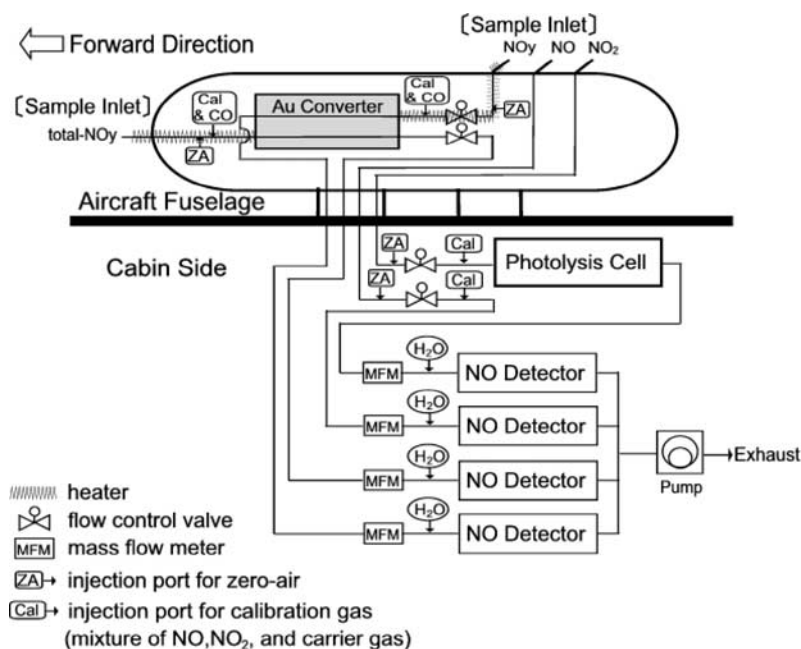 Forward Direction
[Sample Inlet]
NOy NO NO₂
[Sample Inlet]
total-NOy
Cal & CO
Au Converter
Cal & CO
ZA
ZA
Aircraft Fuselage
Cabin Side
ZA
Cal
ZA
Cal
Photolysis Cell
H₂O
MFM
NO Detector
H₂O
MFM
NO Detector
H₂O
MFM
NO Detector
H₂O
MFM
NO Detector
Exhaust
Pump
heater
flow control valve
MFM mass flow meter
ZA injection port for zero-air
Cal injection port for calibration gas
(mixture of NO,NO₂, and carrier gas)